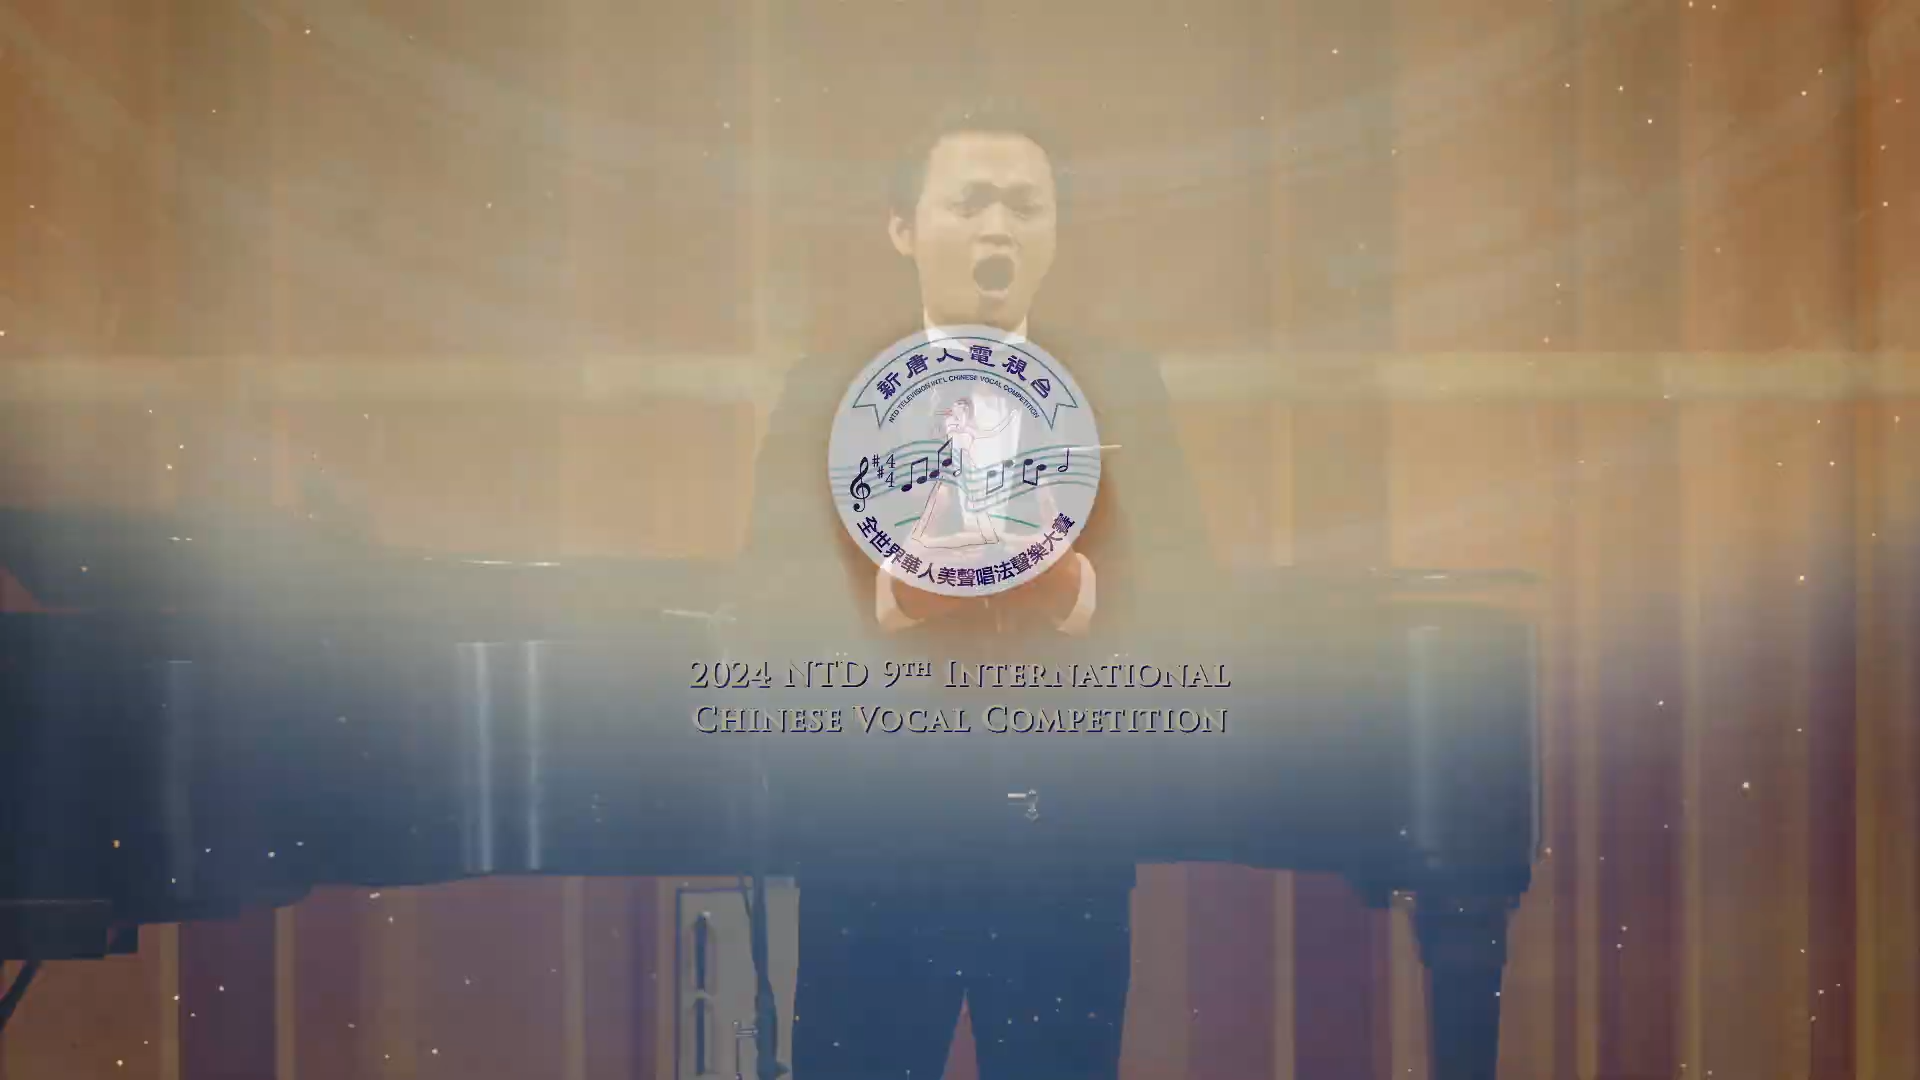 新唐人電視台
NTD TELEVISION INT'L CHINESE VOCAL COMPETITION
全世界華人美聲唱法聲樂大賽
2024 NTD 9TH INTERNATIONAL
CHINESE VOCAL COMPETITION